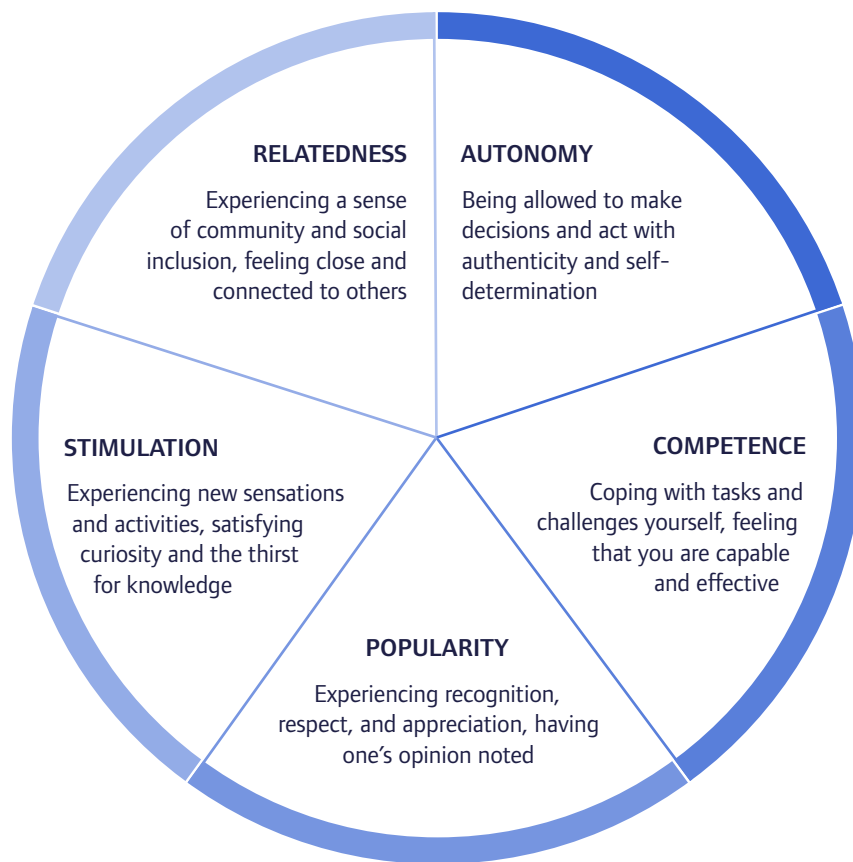 RELATEDNESS
Experiencing a sense
of community and social
inclusion, feeling close and
connected to others
AUTONOMY
Being allowed to make
decisions and act with
authenticity and self-
determination
STIMULATION
Experiencing new sensations
and activities, satisfying
curiosity and the thirst
for knowledge
COMPETENCE
Coping with tasks and
challenges yourself, feeling
that you are capable
and effective
POPULARITY
Experiencing recognition,
respect, and appreciation, having
one’s opinion noted